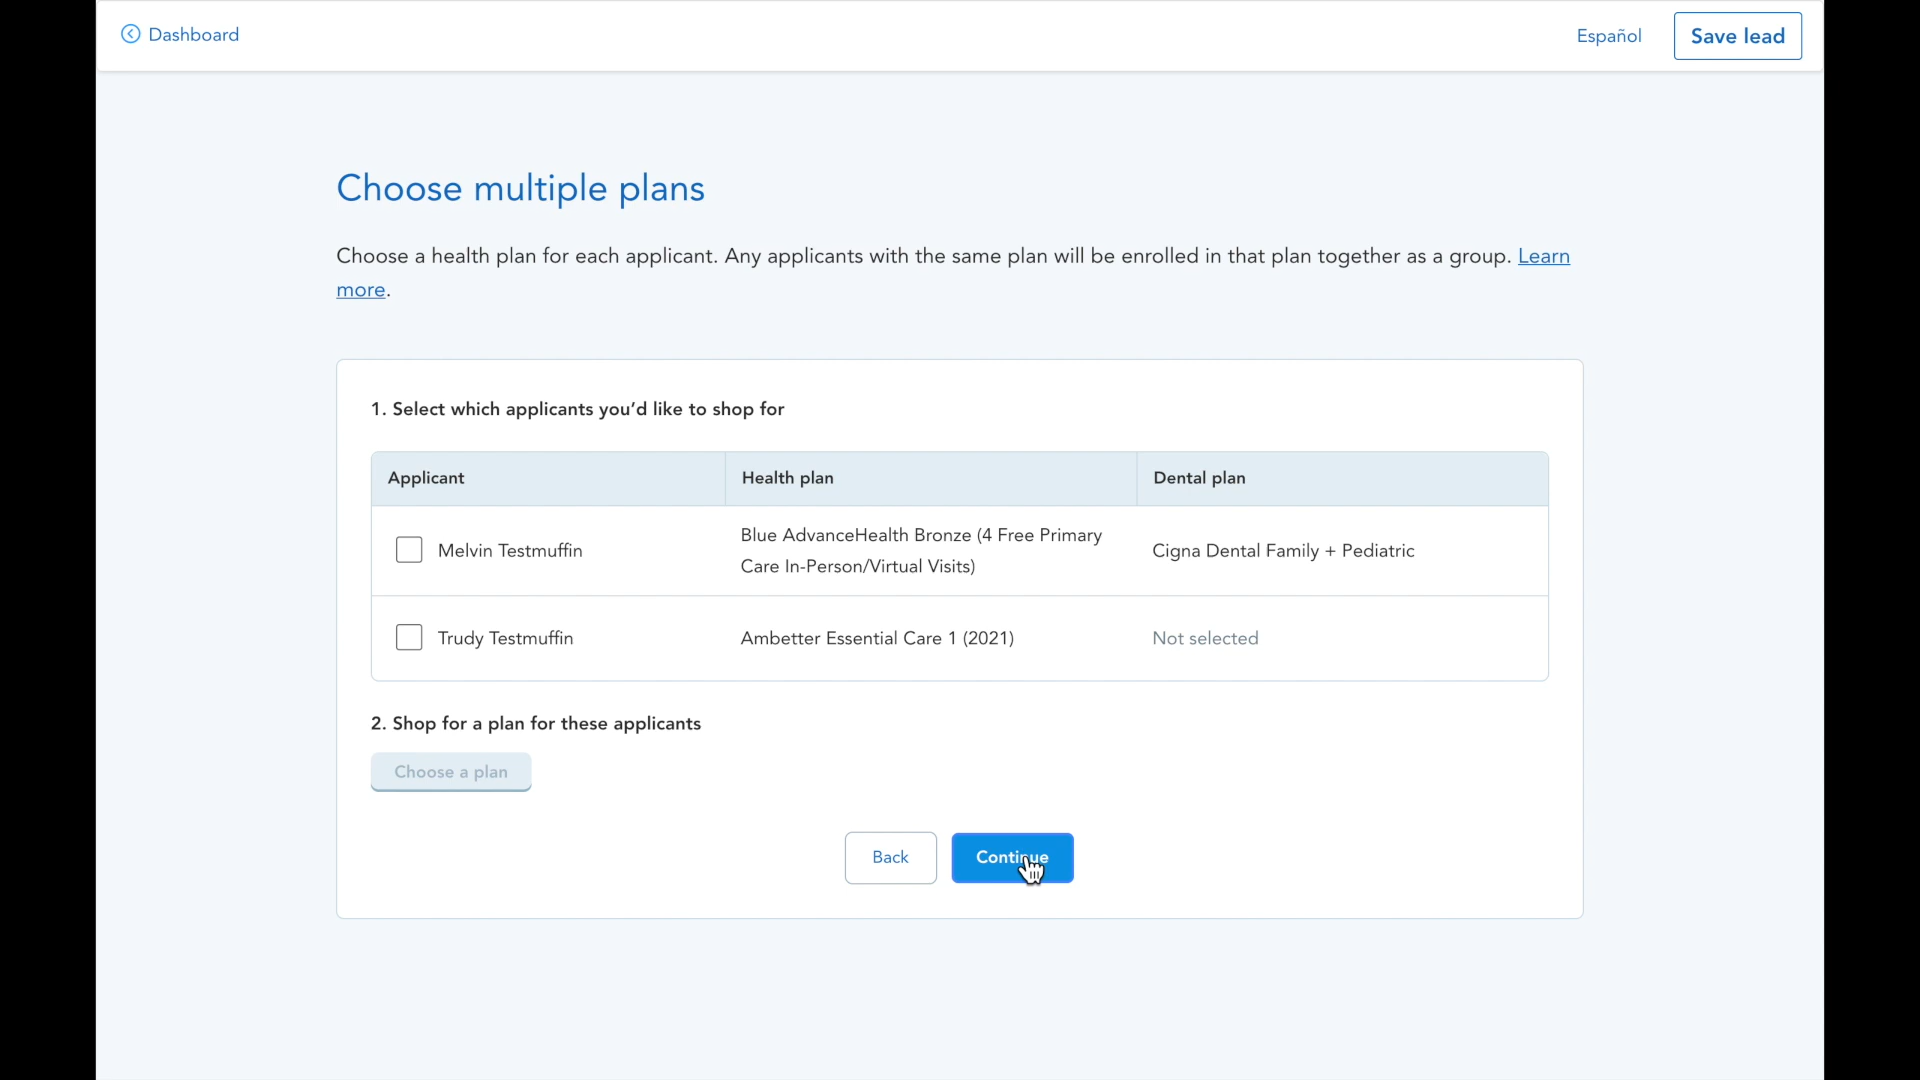 Dashboard
Español
Save lead
Choose multiple plans
Choose a health plan for each applicant. Any applicants with the same plan will be enrolled in that plan together as a group. Learn
more.
1. Select which applicants you’d like to shop for
Applicant
Health plan
Dental plan
Melvin Testmuffin
Blue AdvanceHealth Bronze (4 Free Primary
Care In-Person/Virtual Visits)
Cigna Dental Family + Pediatric
Trudy Testmuffin
Ambetter Essential Care 1 (2021)
Not selected
2. Shop for a plan for these applicants
Choose a plan
Back
Continue